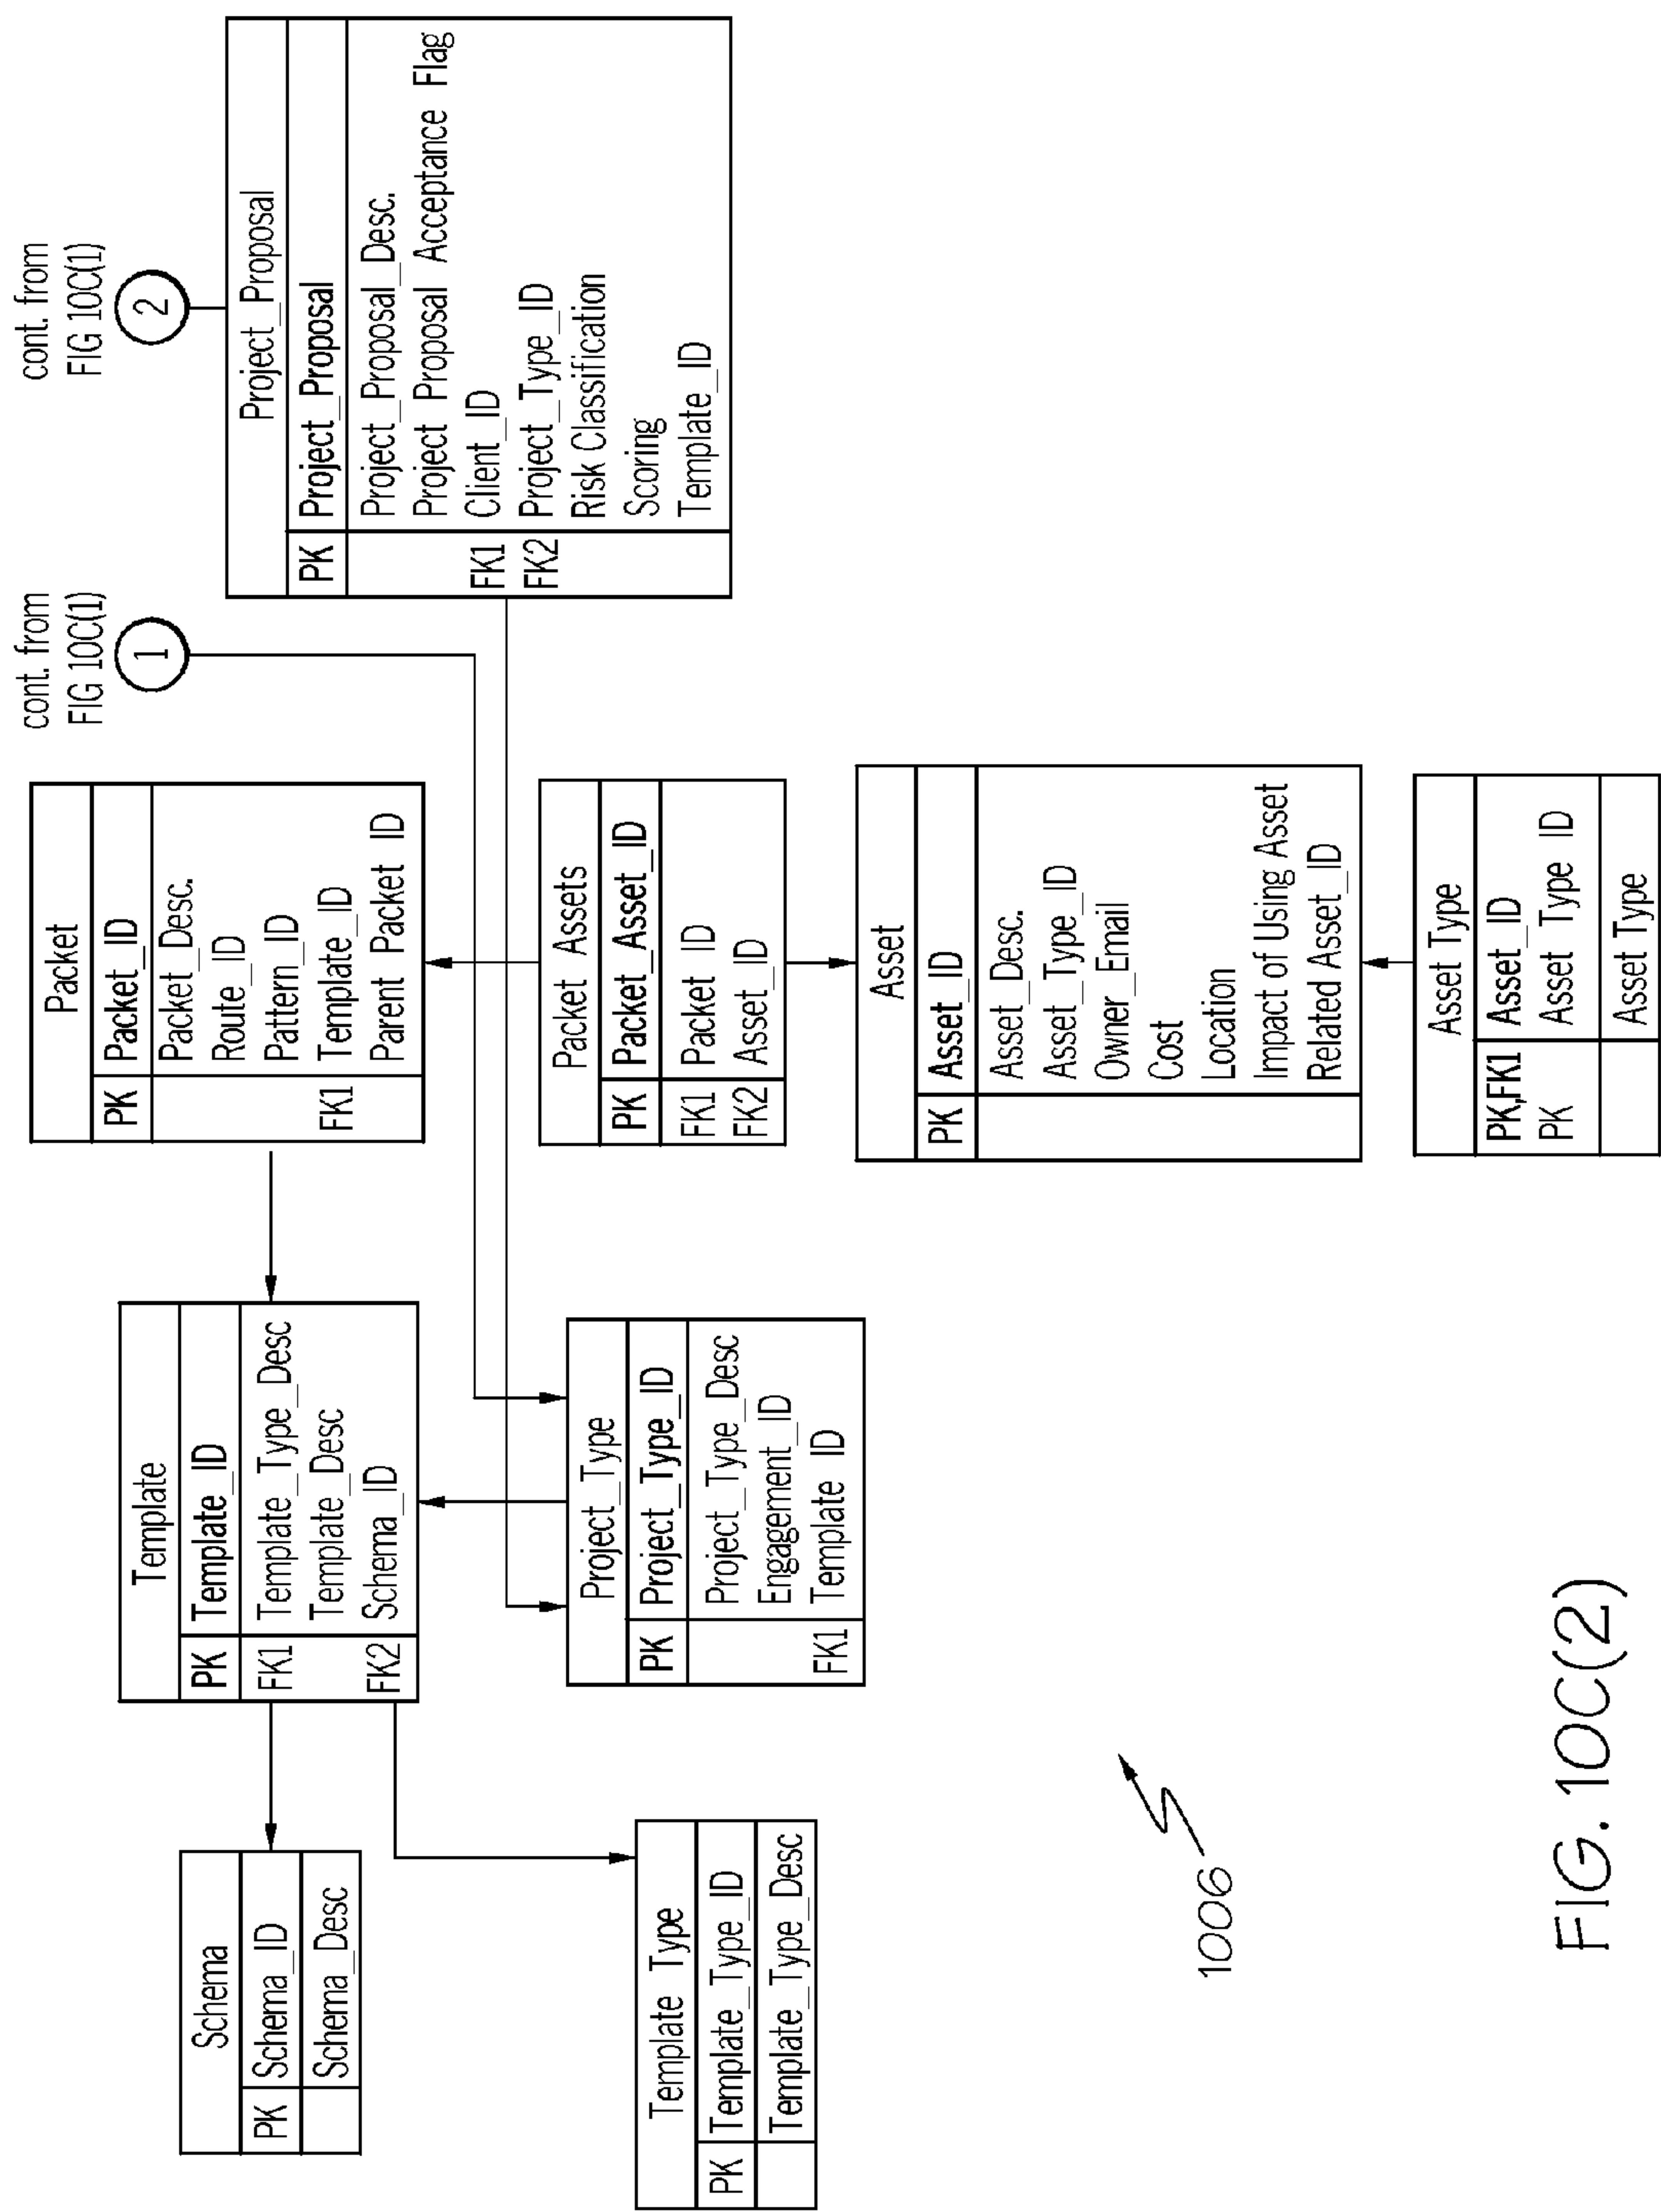 cont. from
FIG 10C(1)
2
Project_Proposal
PK Project_Proposal
Project_Proposal_Desc.
Project_Proposal_Acceptance_Flag
FK1 Client_ID
FK2 Project_Type_ID
Risk Classification
Scoring
Template_ID
cont. from
FIG 10C(1)
1
Packet
PK Packet_ID
Packet_Desc.
Route_ID
Pattern_ID
FK1 Template_ID
Parent_Packet_ID
Packet_Assets
PK Packet_Asset_ID
FK1 Packet_ID
FK2 Asset_ID
Asset
PK Asset_ID
Asset_Desc.
Asset_Type_ID
Owner_Email
Cost
Location
Impact of Using Asset
Related Asset_ID
Asset Type
PK,FK1 Asset_ID
PK Asset_Type_ID
Asset Type
Template
PK Template_ID
FK1 Template_Type_Desc
Template_Desc
FK2 Schema_ID
Project_Type
PK Project_Type_ID
Project_Type_Desc
Engagement_ID
FK1 Template_ID
Schema
PK Schema_ID
Schema_Desc
Template_Type
PK Template_Type_ID
Template_Type_Desc
1006
FIG. 10C(2)